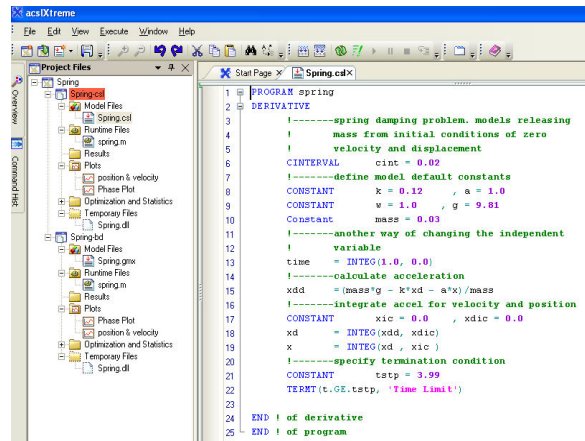 acslXtreme
File Edit View Execute Window Help
Project Files
Start Page Spring.csl
Overview
Command Hist.
Spring
Spring-csl
Model Files
Spring.csl
Runtime Files
spring.m
Results
Plots
position & velocity
Phase Plot
Optimization and Statistics
Temporary Files
Spring.dll
Spring-bd
Model Files
Spring.gmx
Runtime Files
spring.m
Results
Plots
Phase Plot
position & velocity
Optimization and Statistics
Temporary Files
Spring.dll
1 PROGRAM spring
2 DERIVATIVE
3 !-------spring damping problem. models releasing
4 ! mass from initial conditions of zero
5 ! velocity and displacement
6 CINTERVAL cint = 0.02
7 !-------define model default constants
8 CONSTANT k = 0.12 , a = 1.0
9 CONSTANT w = 1.0 , g = 9.81
10 Constant mass = 0.03
11 !-------another way of changing the independent
12 ! variable
13 time = INTEG(1.0, 0.0)
14 !-------calculate acceleration
15 xdd =(mass*g - k*xd - a*x)/mass
16 !-------integrate accel for velocity and position
17 CONSTANT xic = 0.0 , xdic = 0.0
18 xd = INTEG(xdd, xdic)
19 x = INTEG(xd , xic )
20 !-------specify termination condition
21 CONSTANT tstp = 3.99
22 TERMT(t.GE.tstp, 'Time Limit')
23
24 END ! of derivative
25 END ! of program